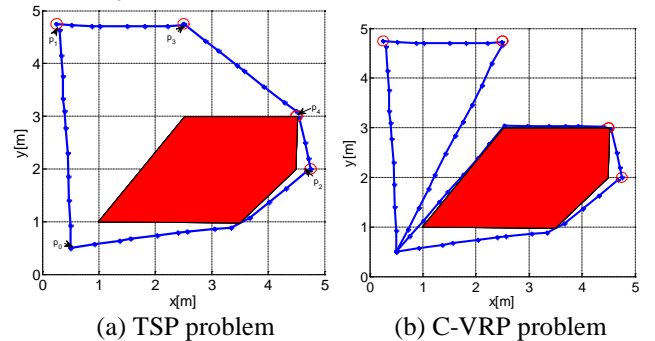 5
4
3
2
1
0
0 1 2 3 4 5
y[m]
x[m]
p1
p3
p4
p2
p0
(a) TSP problem
5
4
3
2
1
0
0 1 2 3 4 5
y[m]
x[m]
(b) C-VRP problem